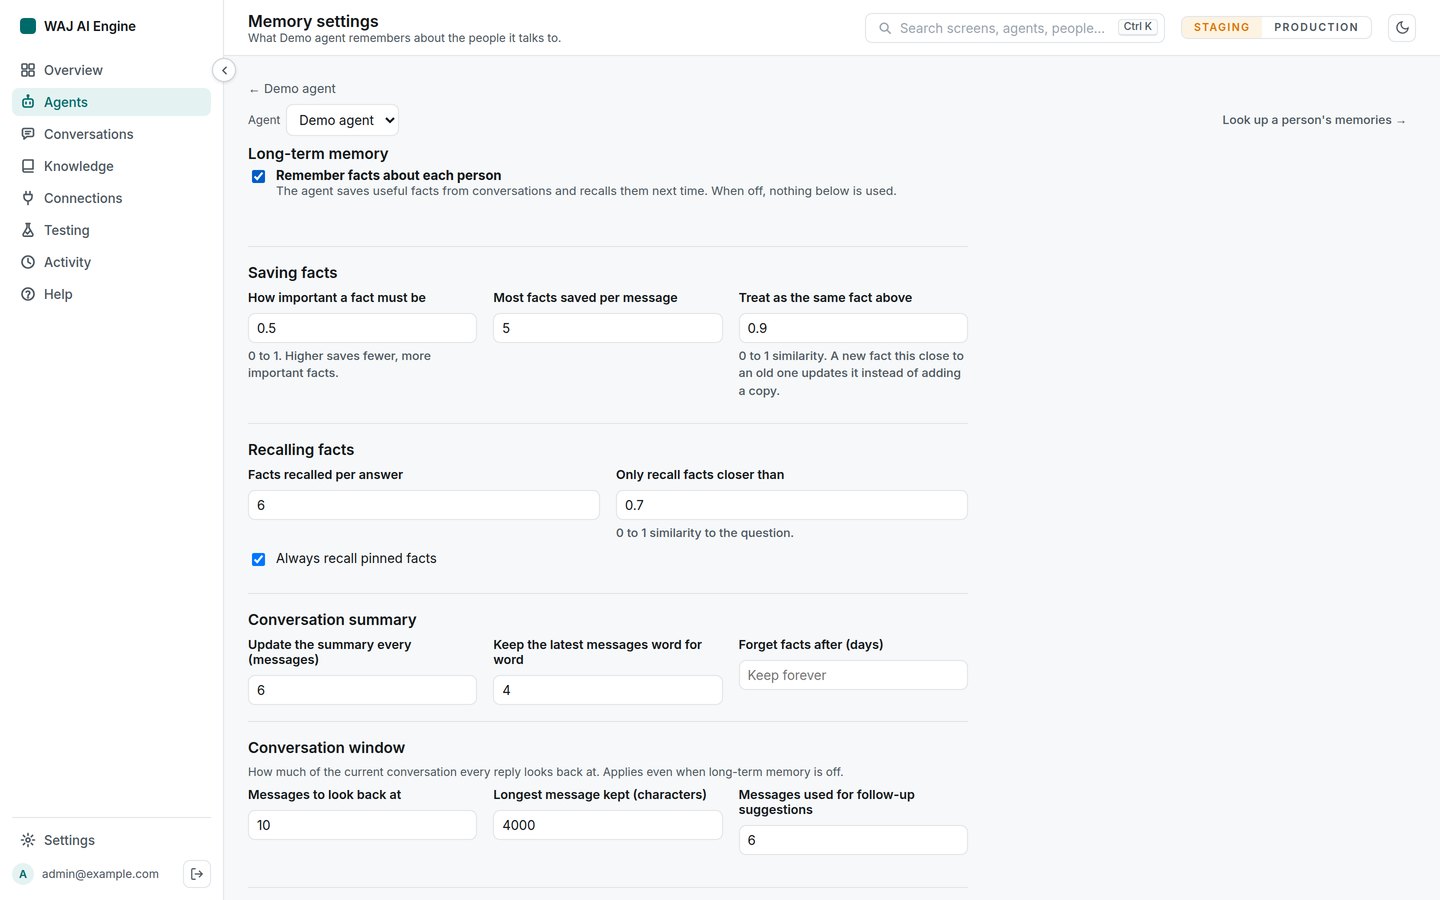 WAJ AI Engine
Overview
Agents
Conversations
Knowledge
Connections
Testing
Activity
Help
Settings
A admin@example.com
Memory settings
What Demo agent remembers about the people it talks to.
Search screens, agents, people... Ctrl K
STAGING PRODUCTION
← Demo agent
Agent Demo agent
Look up a person's memories →
Long-term memory
Remember facts about each person
The agent saves useful facts from conversations and recalls them next time. When off, nothing below is used.
Saving facts
How important a fact must be
0.5
0 to 1. Higher saves fewer, more
important facts.
Most facts saved per message
5
Treat as the same fact above
0.9
0 to 1 similarity. A new fact this close to
an old one updates it instead of adding
a copy.
Recalling facts
Facts recalled per answer
6
Only recall facts closer than
0.7
0 to 1 similarity to the question.
Always recall pinned facts
Conversation summary
Update the summary every
(messages)
6
Keep the latest messages word for
word
4
Forget facts after (days)
Keep forever
Conversation window
How much of the current conversation every reply looks back at. Applies even when long-term memory is off.
Messages to look back at
10
Longest message kept (characters)
4000
Messages used for follow-up
suggestions
6